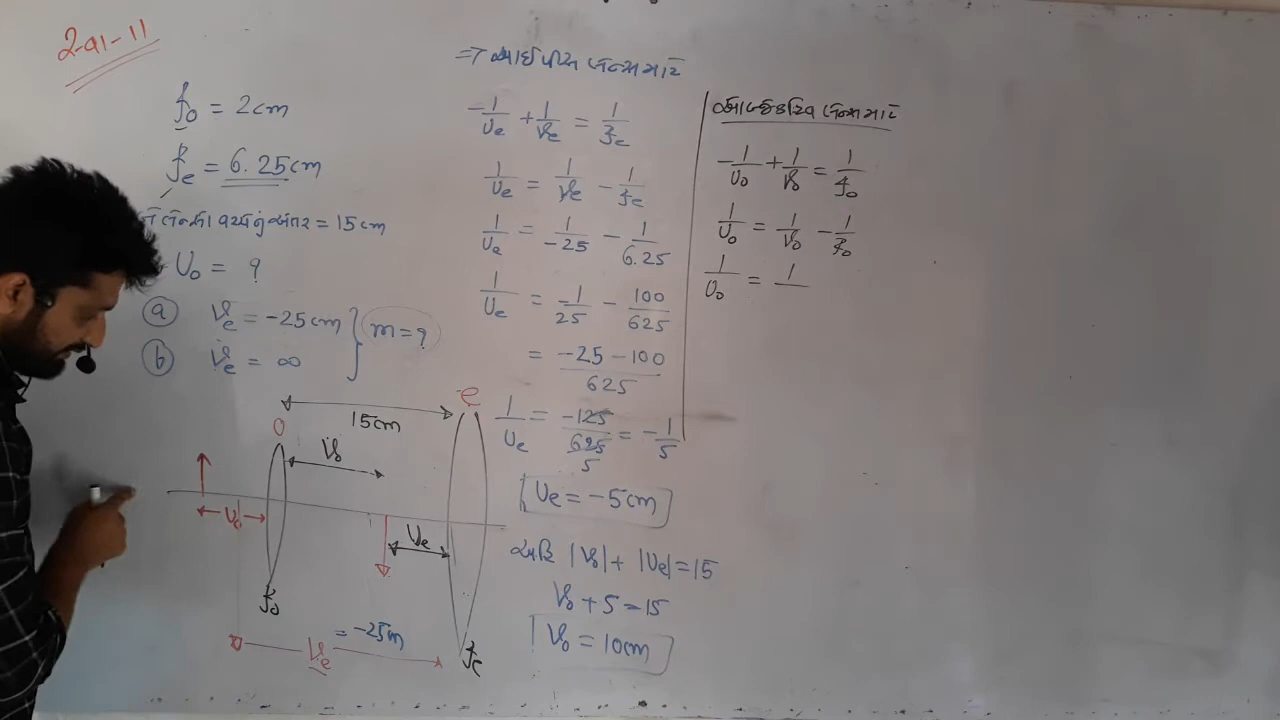 2-સ્વા-11
f₀ = 2cm
fe = 6.25cm
બે લેન્સો વચ્ચેનું અંતર = 15cm
U₀ = ?
ⓐ ve = -25cm
ⓑ ve = ∞
} m = ?
15cm
O
e
v₀
U₀
Ue
f₀
ve = -25cm
fe
⇒ આઈપીસ લેન્સ માટે
-1/Ue + 1/ve = 1/fe
1/Ue = 1/ve - 1/fe
1/Ue = 1/-25 - 1/6.25
1/Ue = -1/25 - 100/625
= -25-100/625
1/Ue = -125/625 5 = -1/5
Ue = -5cm
|v₀| + |Ue| = 15
v₀ + 5 = 15
v₀ = 10cm
ઓબ્જેક્ટિવ લેન્સ માટે
-1/U₀ + 1/v₀ = 1/f₀
1/U₀ = 1/v₀ - 1/f₀
1/U₀ = 1/